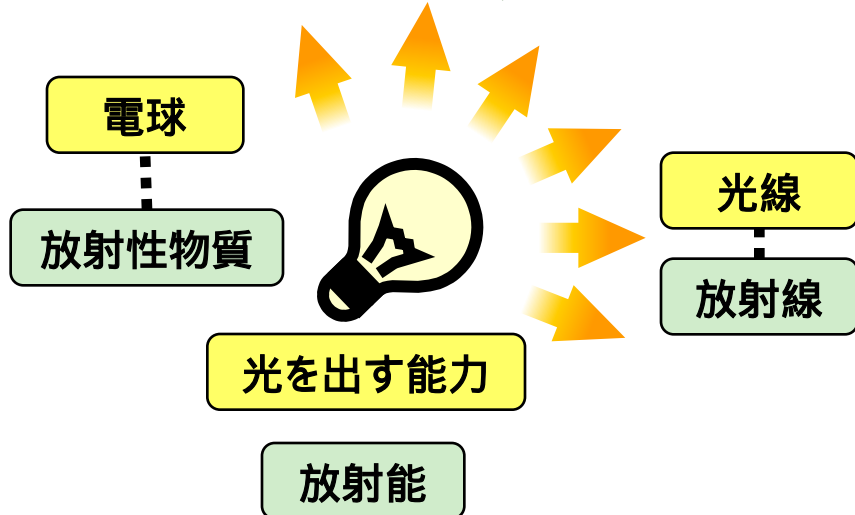 電球
放射性物質
光線
放射線
光を出す能力
放射能